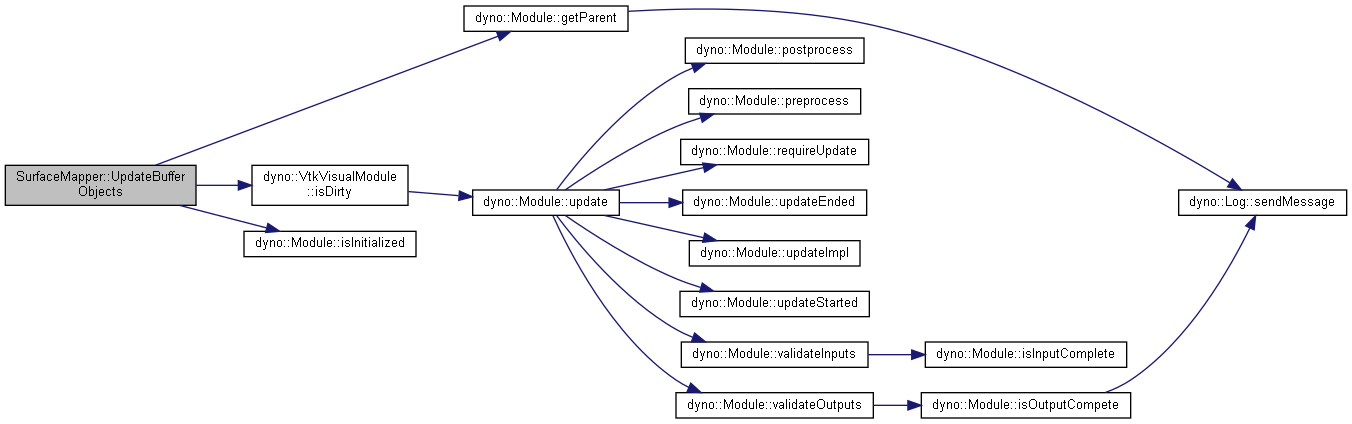 dyno::Module::getParent
dyno::Module::postprocess
dyno::Module::preprocess
dyno::Module::requireUpdate
SurfaceMapper::UpdateBuffer
Objects
dyno::VtkVisualModule
::isDirty
dyno::Module::update
dyno::Module::updateEnded
dyno::Log::sendMessage
dyno::Module::isInitialized
dyno::Module::updateImpl
dyno::Module::updateStarted
dyno::Module::validateInputs
dyno::Module::isInputComplete
dyno::Module::validateOutputs
dyno::Module::isOutputCompete